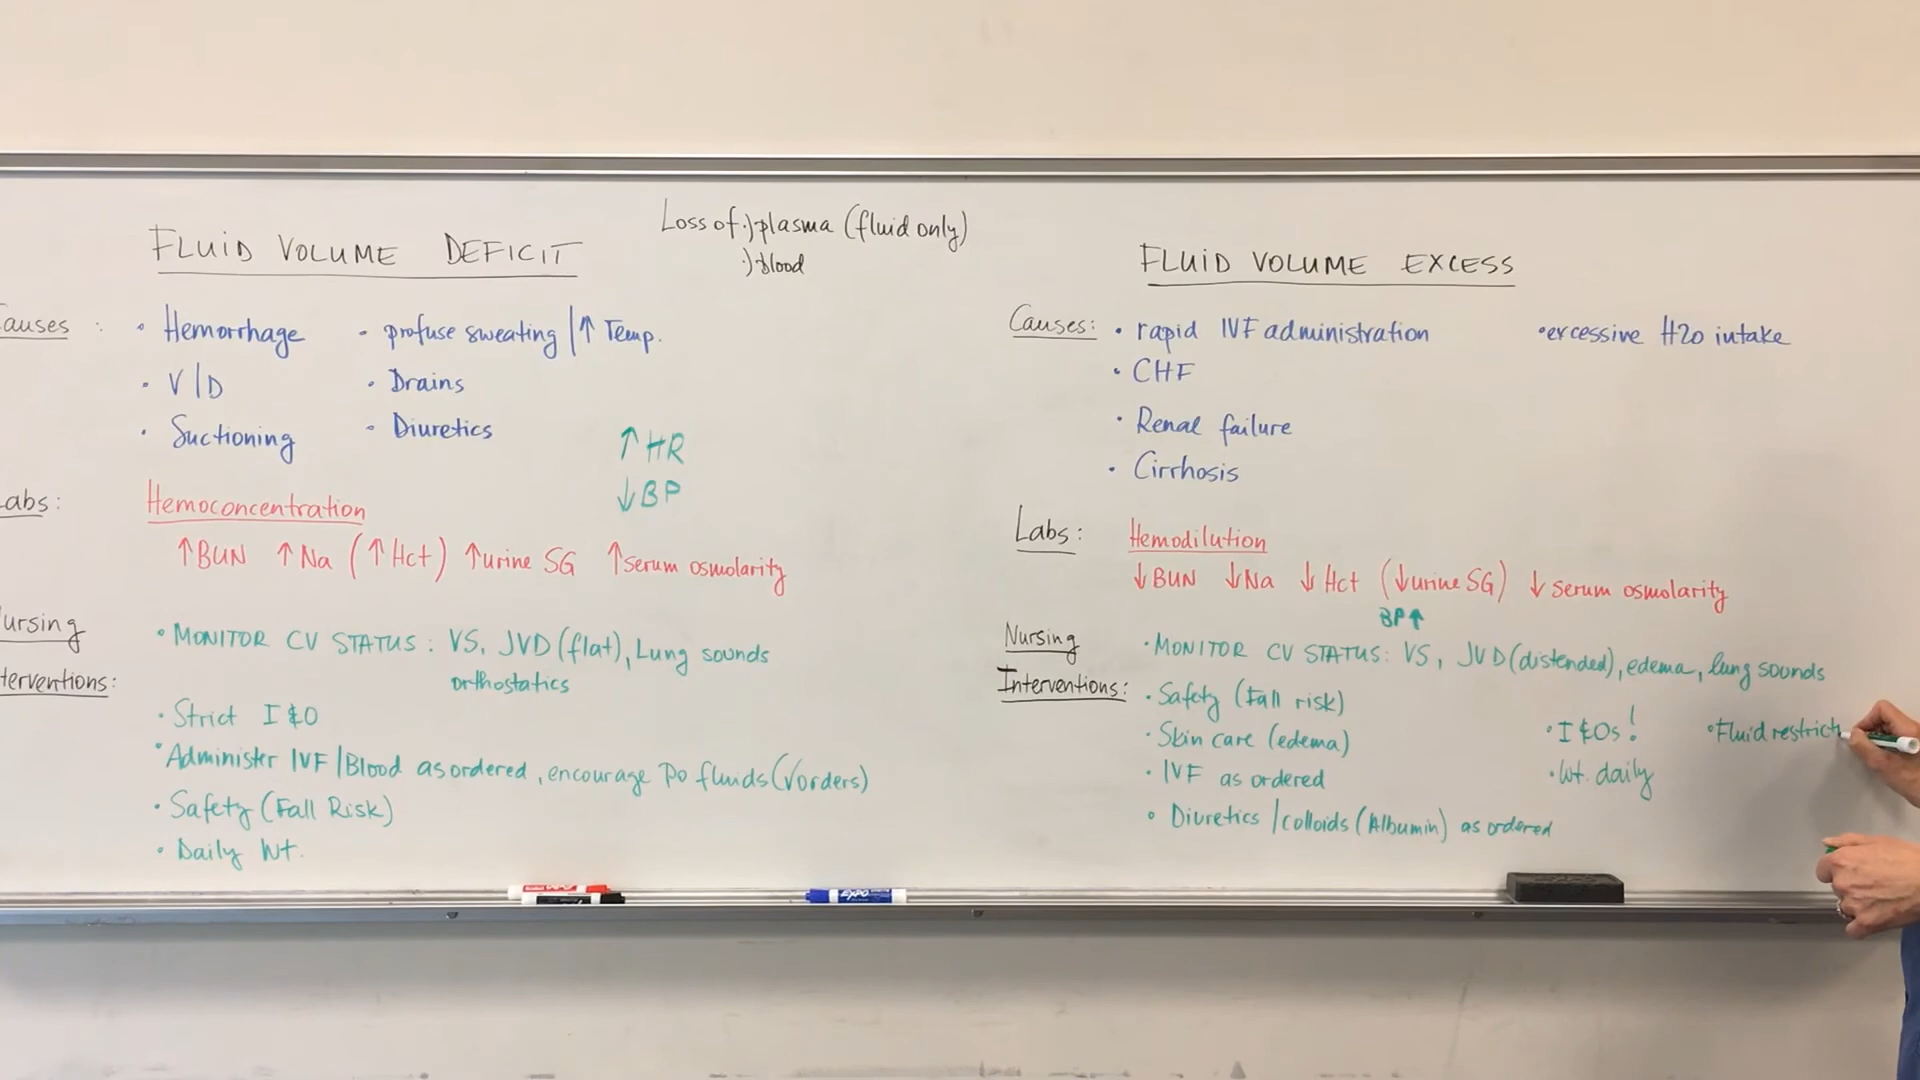 Loss of :) plasma (fluid only)
:) blood
FLUID VOLUME DEFICIT
auses : • Hemorrhage • profuse sweating / ↑ Temp.
• V/D • Drains
• Suctioning • Diuretics
↑ HR
↓ BP
abs: Hemoconcentration
↑ BUN ↑ Na (↑ Hct) ↑ urine SG ↑ serum osmolarity
ursing
terventions:
• MONITOR CV STATUS : VS, JVD (flat), Lung sounds
orthostatics
• Strict I & O
• Administer IVF / Blood as ordered, encourage Po fluids (√ orders)
• Safety (Fall Risk)
• Daily Wt.
FLUID VOLUME EXCESS
Causes: • rapid IVF administration • excessive H2o intake
• CHF
• Renal failure
• Cirrhosis
Labs: Hemodilution
↓ BUN ↓ Na ↓ Hct (↓ urine SG) ↓ serum osmolarity
BP ↑
Nursing
Interventions:
• MONITOR CV STATUS: VS, JVD (distended), edema, lung sounds
• Safety (Fall risk)
• Skin care (edema)
• IVF as ordered
• Diuretics / colloids (Albumin) as ordered
• I & Os !
• Wt. daily
• Fluid restrict
EXPO